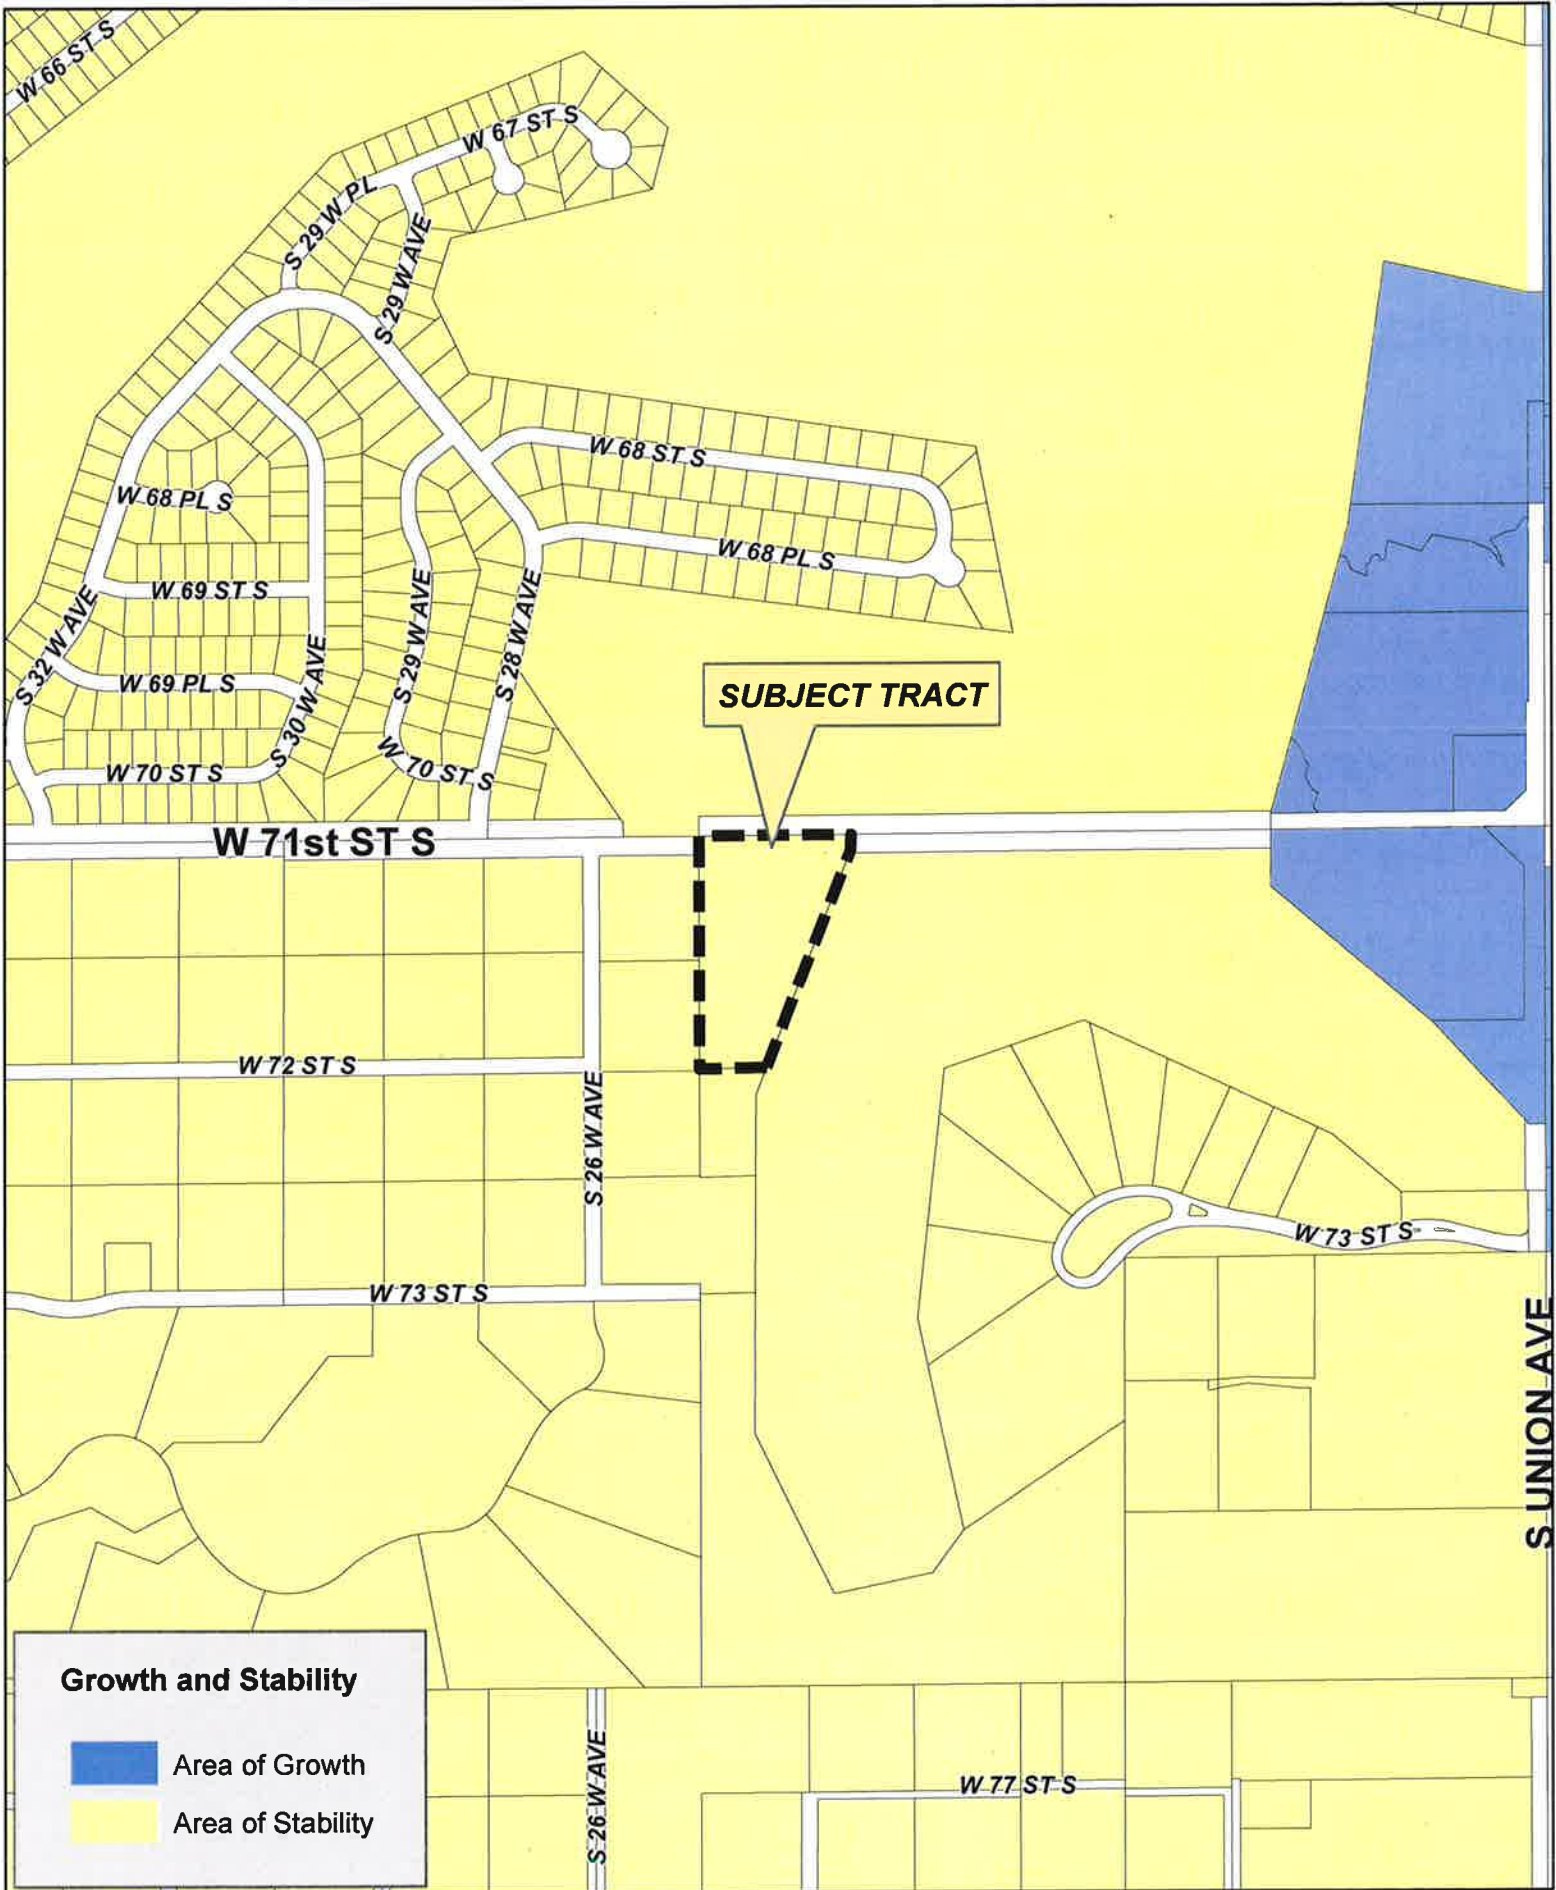 W 66 ST S
W 67 ST S
S 29 W PL
S 29 W AVE
W 68 ST S
W 68 PL S
W 68 PL S
W 69 ST S
S 32 W AVE
S 29 W AVE
S 28 W AVE
W 69 PL S
S 30 W AVE
SUBJECT TRACT
W 70 ST S
W 70 ST S
W 71st ST S
W 72 ST S
S 26 W AVE
W 73 ST S
W 73 ST S
S UNION AVE
Growth and Stability
Area of Growth
Area of Stability
S 26 W AVE
W 77 ST S